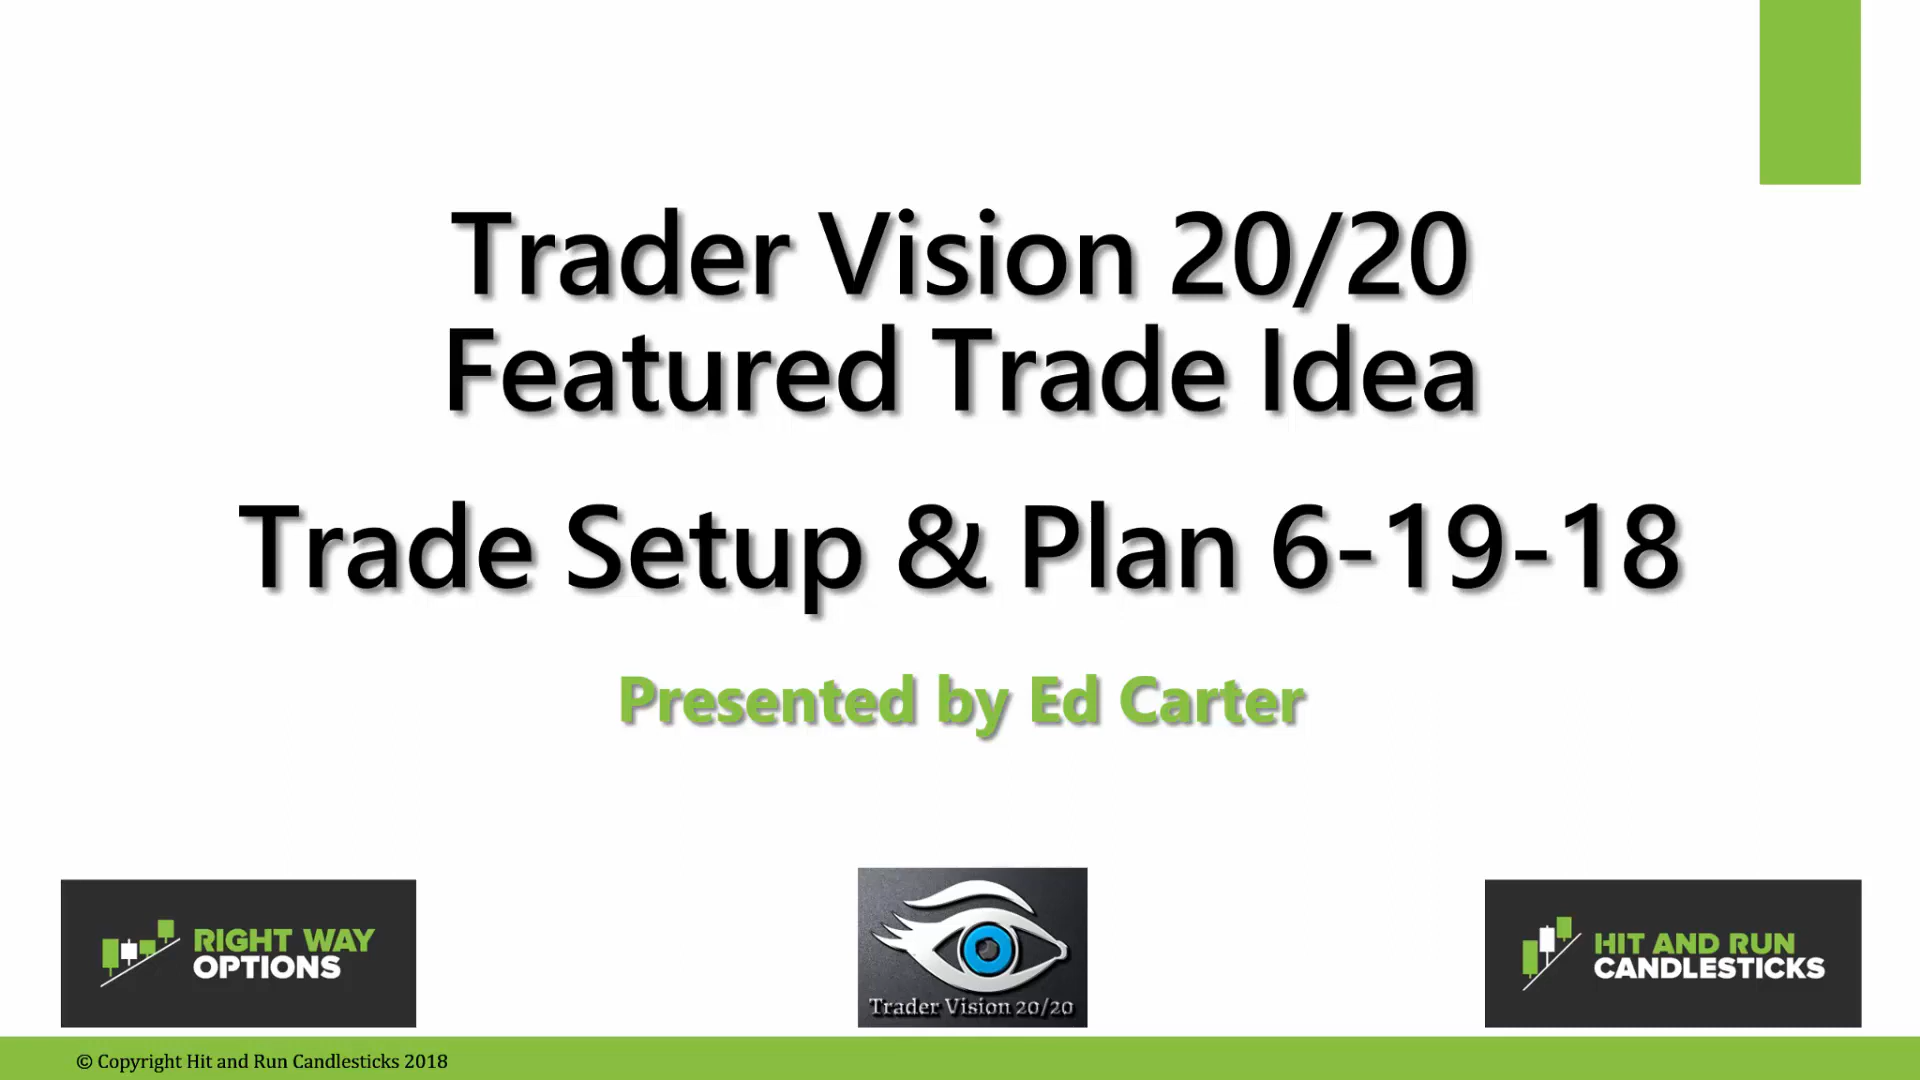 Trader Vision 20/20
Featured Trade Idea
Trade Setup & Plan 6-19-18
Presented by Ed Carter
RIGHT WAY
OPTIONS
Trader Vision 20/20
HIT AND RUN
CANDLESTICKS
© Copyright Hit and Run Candlesticks 2018